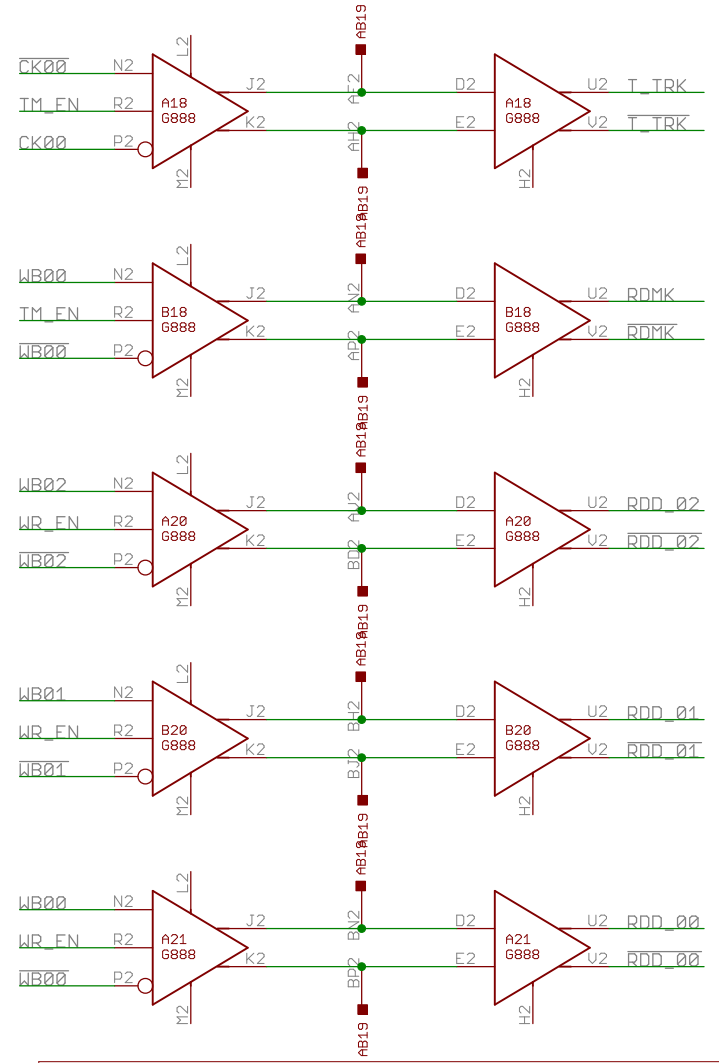 AB19
L2
CK00 N2 J2 AF2 D2 U2 T_TRK
TM_EN R2 A18 G888 A18 G888
CK00 P2 K2 AH2 E2 V2 T_TRK
M2 H2
AB19
AB19
L2
WB00 N2 J2 AN2 D2 U2 RDMK
TM_EN R2 B18 G888 B18 G888
WB00 P2 K2 AP2 E2 V2 RDMK
M2 H2
AB19
AB19
L2
WB02 N2 J2 D2 U2 RDD_02
WR_EN R2 A20 G888 A20 G888
WB02 P2 K2 BD2 E2 V2 RDD_02
M2 H2
AB19
AB19
L2
WB01 N2 J2 BH2 D2 U2 RDD_01
WR_EN R2 B20 G888 B20 G888
WB01 P2 K2 BJ2 E2 V2 RDD_01
M2 H2
AB19
AB19
L2
WB00 N2 J2 BN2 D2 U2 RDD_00
WR_EN R2 A21 G888 A21 G888
WB00 P2 K2 BP2 E2 V2 RDD_00
M2 H2
AB19